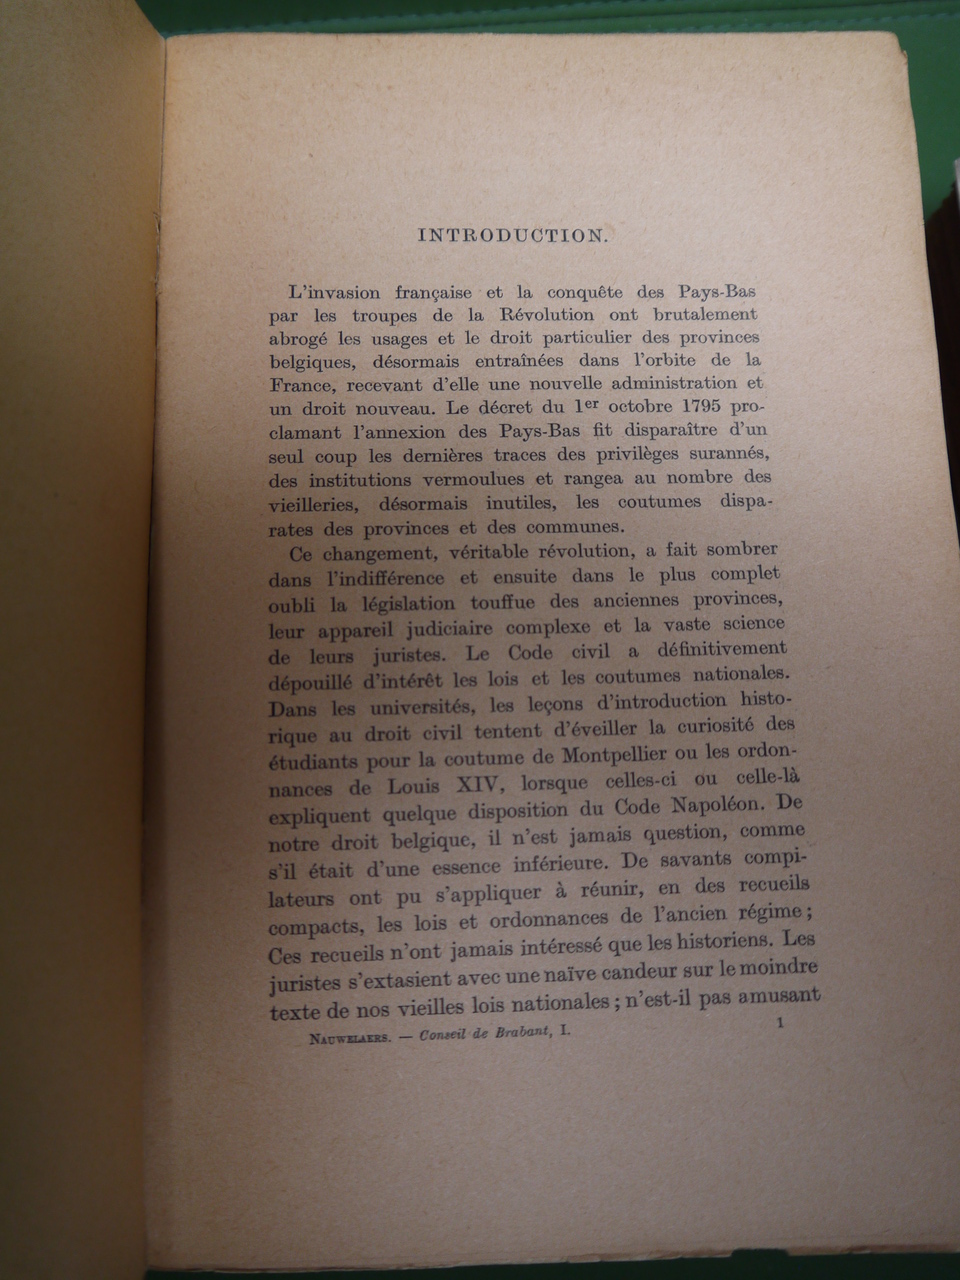 INTRODUCTION.
L'invasion française et la conquête des Pays-Bas
par les troupes de la Révolution ont brutalement
abrogé les usages et le droit particulier des provinces
belgiques, désormais entraînées dans l'orbite de la
France, recevant d'elle une nouvelle administration et
un droit nouveau. Le décret du 1er octobre 1795 pro-
clamant l'annexion des Pays-Bas fit disparaître d'un
seul coup les dernières traces des privilèges surannés,
des institutions vermoulues et rangea au nombre des
vieilleries, désormais inutiles, les coutumes dispa-
rates des provinces et des communes.
Ce changement, véritable révolution, a fait sombrer
dans l'indifférence et ensuite dans le plus complet
oubli la législation touffue des anciennes provinces,
leur appareil judiciaire complexe et la vaste science
de leurs juristes. Le Code civil a définitivement
dépouillé d'intérêt les lois et les coutumes nationales.
Dans les universités, les leçons d'introduction histo-
rique au droit civil tentent d'éveiller la curiosité des
étudiants pour la coutume de Montpellier ou les ordon-
nances de Louis XIV, lorsque celles-ci ou celle-là
expliquent quelque disposition du Code Napoléon. De
notre droit belgique, il n'est jamais question, comme
s'il était d'une essence inférieure. De savants compi-
lateurs ont pu s'appliquer à réunir, en des recueils
compacts, les lois et ordonnances de l'ancien régime ;
Ces recueils n'ont jamais intéressé que les historiens. Les
juristes s'extasient avec une naïve candeur sur le moindre
texte de nos vieilles lois nationales ; n'est-il pas amusant
NAUWELAERS. — Conseil de Brabant, I.
1